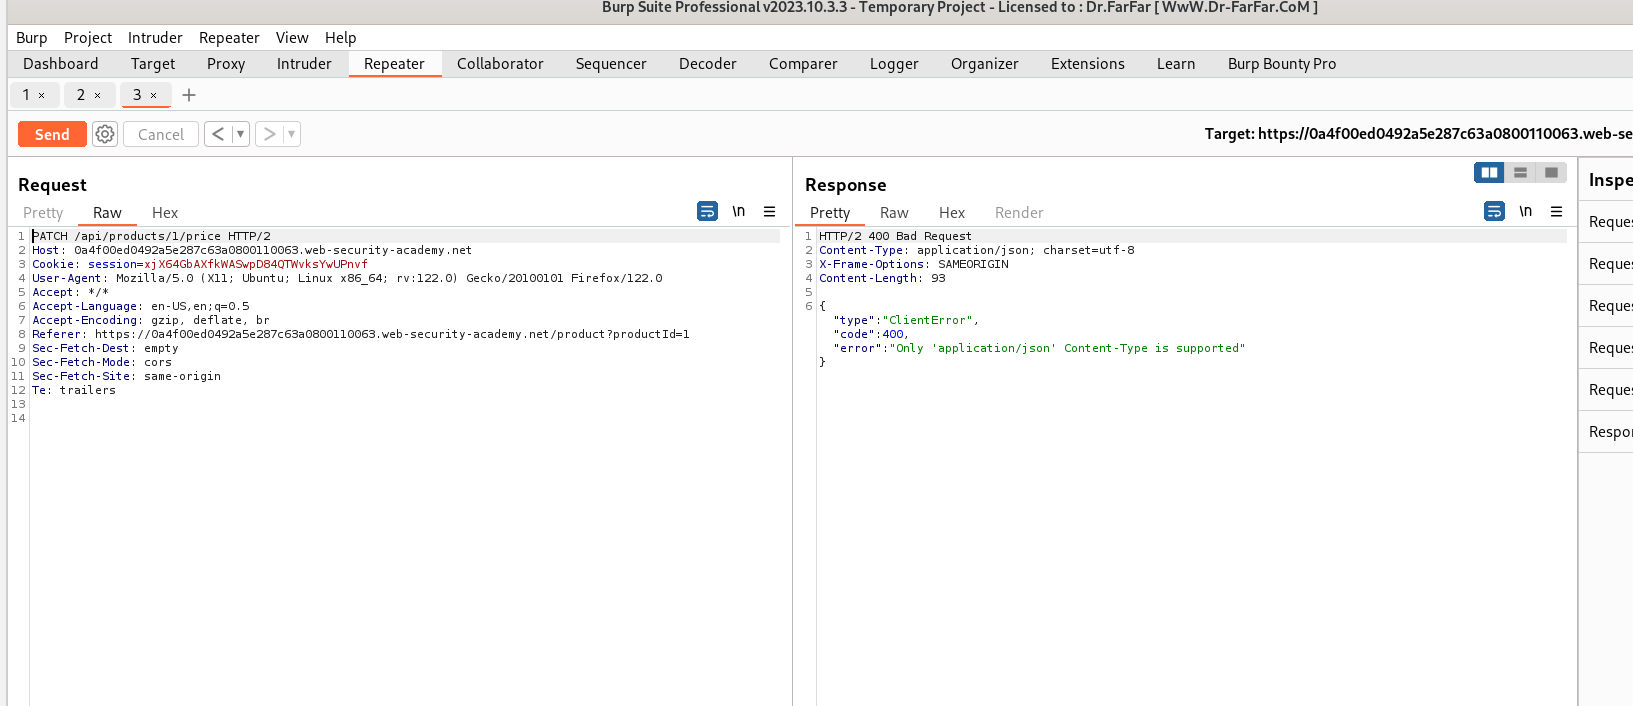 Burp Suite Professional v2023.10.3.3 - Temporary Project - Licensed to : Dr.FarFar [ WwW.Dr-FarFar.CoM ]
Burp Project Intruder Repeater View Help
Dashboard Target Proxy Intruder Repeater Collaborator Sequencer Decoder Comparer Logger Organizer Extensions Learn Burp Bounty Pro
1 × 2 × 3 × +
Send Cancel < ▼ > ▼ Target: https://0a4f00ed0492a5e287c63a0800110063.web-se
Request
Pretty Raw Hex \n
1 PATCH /api/products/1/price HTTP/2
2 Host: 0a4f00ed0492a5e287c63a0800110063.web-security-academy.net
3 Cookie: session=xjX64GbAXfkWASwpD84QTWvksYwUPnvf
4 User-Agent: Mozilla/5.0 (X11; Ubuntu; Linux x86_64; rv:122.0) Gecko/20100101 Firefox/122.0
5 Accept: */*
6 Accept-Language: en-US,en;q=0.5
7 Accept-Encoding: gzip, deflate, br
8 Referer: https://0a4f00ed0492a5e287c63a0800110063.web-security-academy.net/product?productId=1
9 Sec-Fetch-Dest: empty
10 Sec-Fetch-Mode: cors
11 Sec-Fetch-Site: same-origin
12 Te: trailers
13
14
Response
Pretty Raw Hex Render \n
1 HTTP/2 400 Bad Request
2 Content-Type: application/json; charset=utf-8
3 X-Frame-Options: SAMEORIGIN
4 Content-Length: 93
5
6 {
"type":"ClientError",
"code":400,
"error":"Only 'application/json' Content-Type is supported"
}
Inspe
Reques
Reques
Reques
Reques
Reques
Respon